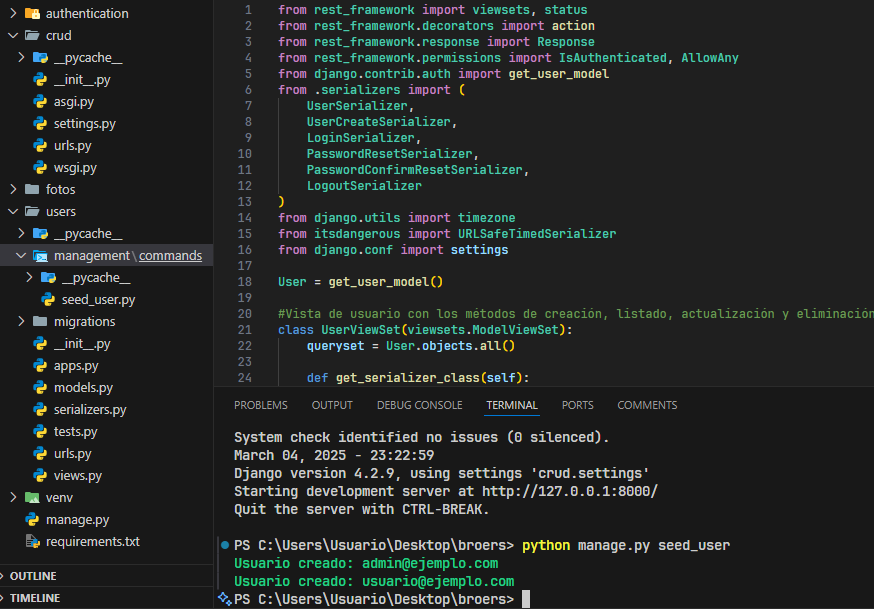 authentication
crud
__pycache__
__init__.py
asgi.py
settings.py
urls.py
wsgi.py
fotos
users
__pycache__
management\commands
__pycache__
seed_user.py
migrations
__init__.py
apps.py
models.py
serializers.py
tests.py
urls.py
views.py
venv
manage.py
requirements.txt
OUTLINE
TIMELINE
1 from rest_framework import viewsets, status
2 from rest_framework.decorators import action
3 from rest_framework.response import Response
4 from rest_framework.permissions import IsAuthenticated, AllowAny
5 from django.contrib.auth import get_user_model
6 from .serializers import (
7     UserSerializer,
8     UserCreateSerializer,
9     LoginSerializer,
10     PasswordResetSerializer,
11     PasswordConfirmResetSerializer,
12     LogoutSerializer
13 )
14 from django.utils import timezone
15 from itsdangerous import URLSafeTimedSerializer
16 from django.conf import settings
17
18 User = get_user_model()
19
20 #Vista de usuario con los métodos de creación, listado, actualización y eliminación
21 class UserViewSet(viewsets.ModelViewSet):
22     queryset = User.objects.all()
23
24     def get_serializer_class(self):
PROBLEMS OUTPUT DEBUG CONSOLE TERMINAL PORTS COMMENTS
System check identified no issues (0 silenced).
March 04, 2025 - 23:22:59
Django version 4.2.9, using settings 'crud.settings'
Starting development server at http://127.0.0.1:8000/
Quit the server with CTRL-BREAK.
PS C:\Users\Usuario\Desktop\broers> python manage.py seed_user
Usuario creado: admin@ejemplo.com
Usuario creado: usuario@ejemplo.com
PS C:\Users\Usuario\Desktop\broers>